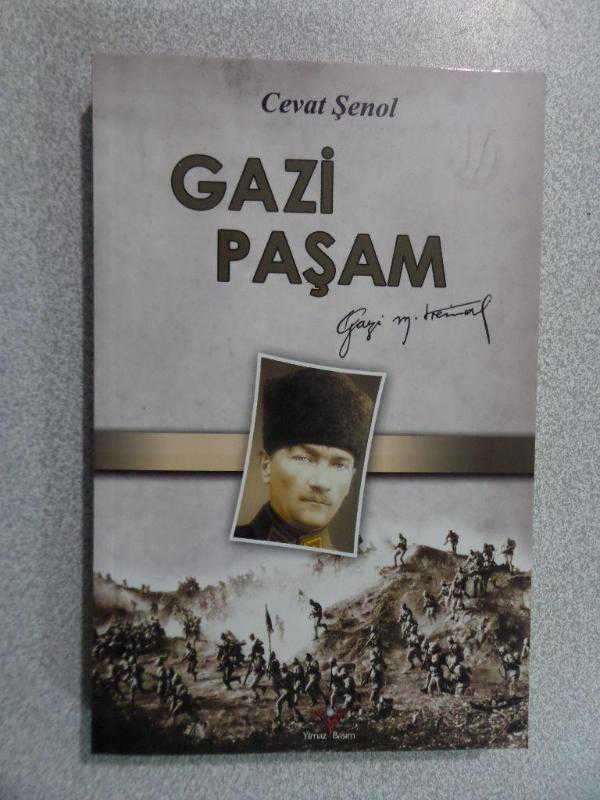 Cevat Şenol
GAZİ
PAŞAM
Gazi M. Kemal
Yılmaz Basım